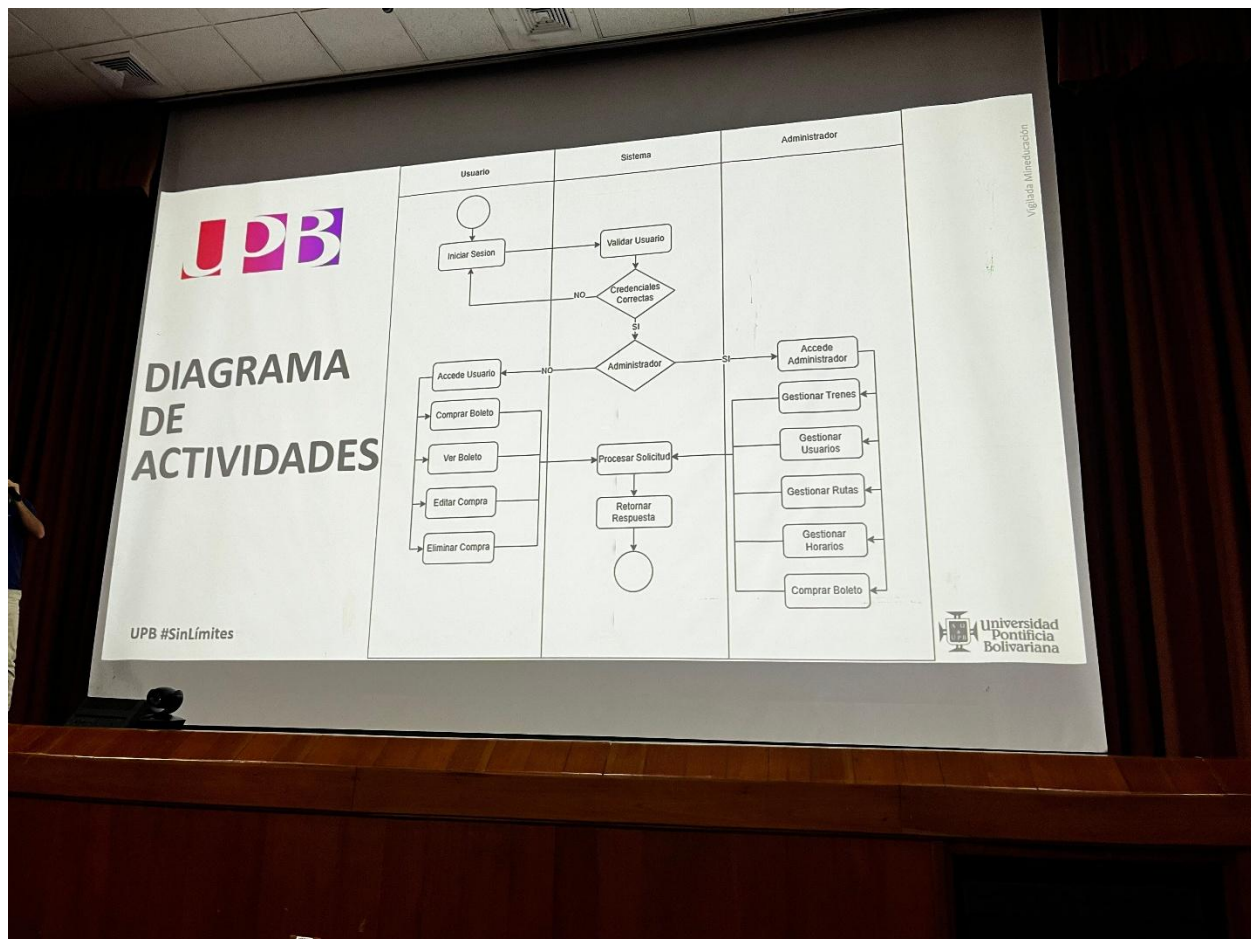 UPB
DIAGRAMA
DE
ACTIVIDADES
UPB #SinLímites
Usuario
Sistema
Administrador
Iniciar Sesion
Validar Usuario
Credenciales
Correctas
NO
SI
Administrador
NO
SI
Accede Usuario
Comprar Boleto
Ver Boleto
Editar Compra
Eliminar Compra
Procesar Solicitud
Retornar
Respuesta
Accede
Administrador
Gestionar Trenes
Gestionar
Usuarios
Gestionar Rutas
Gestionar
Horarios
Comprar Boleto
Vigilada Mineducación
Universidad
Pontificia
Bolivariana